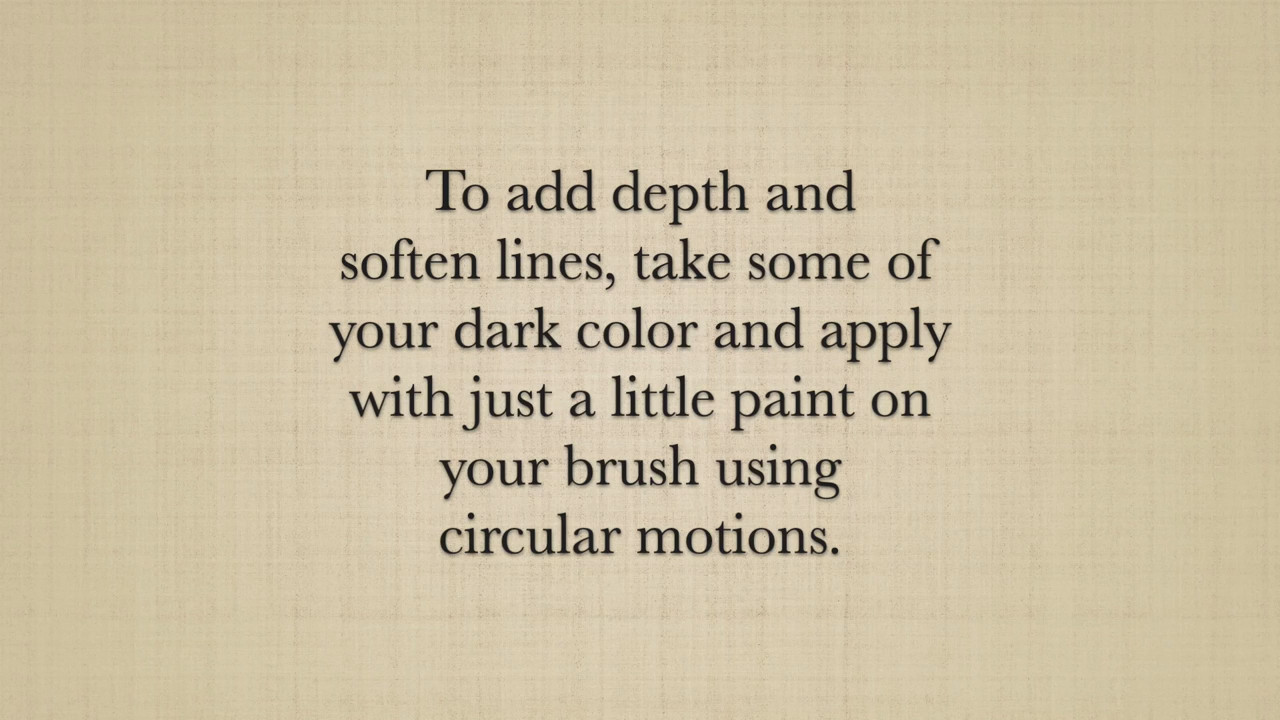 To add depth and
soften lines, take some of
your dark color and apply
with just a little paint on
your brush using
circular motions.